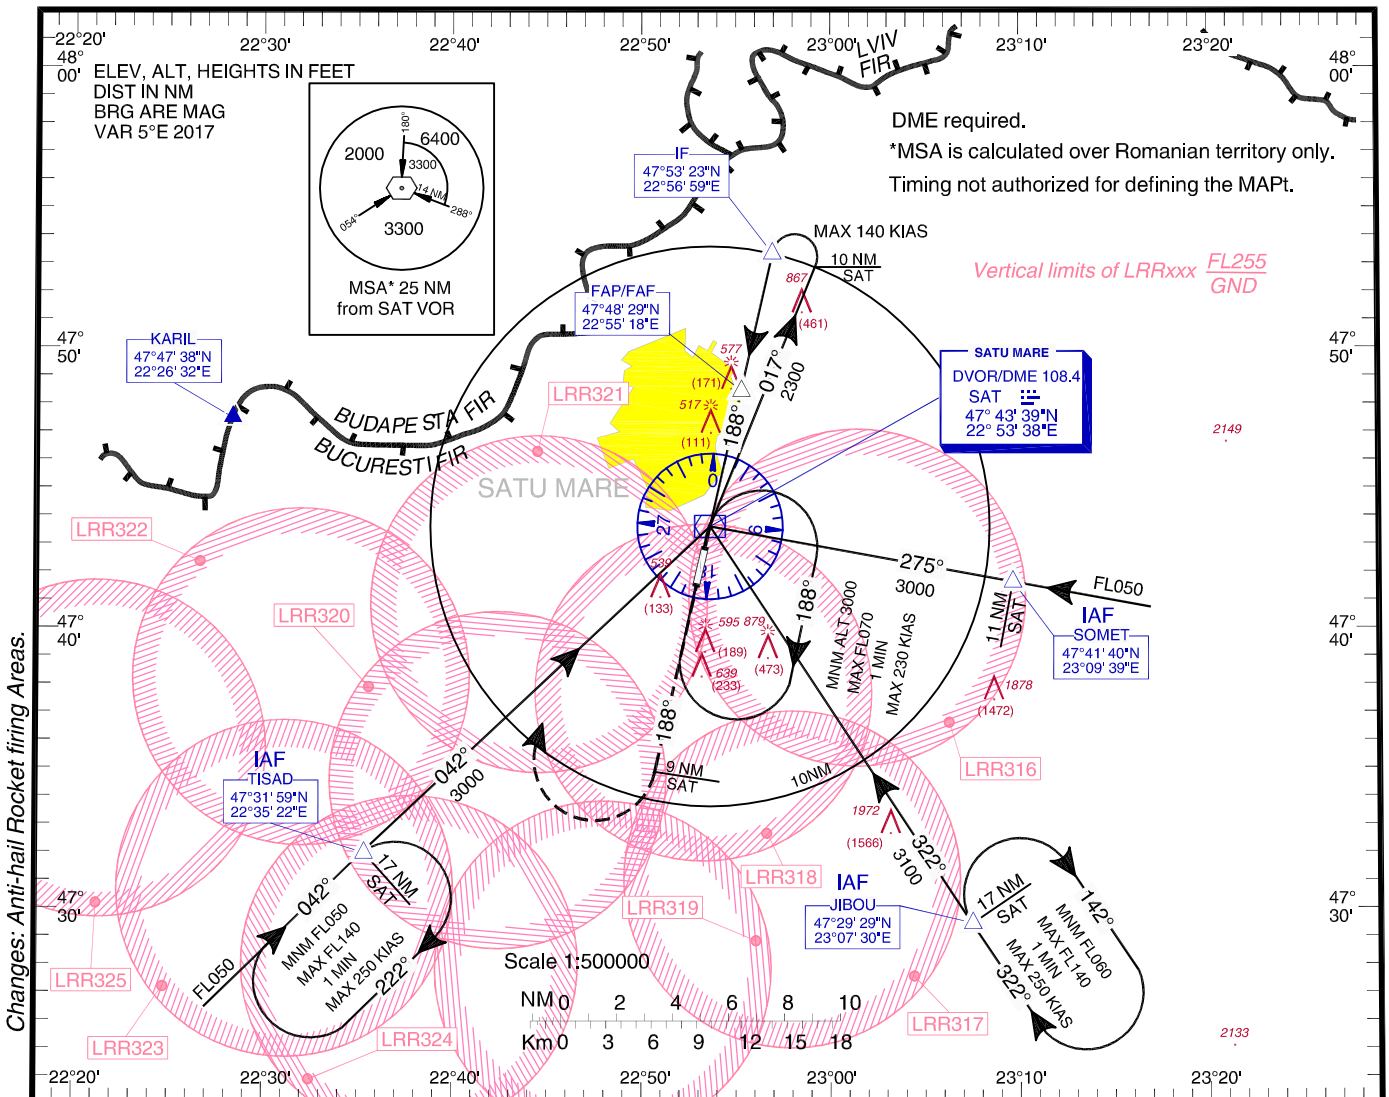 22°20'
22°30'
22°40'
22°50'
23°00'
23°10'
23°20'
48°
00'
48°
00'
ELEV, ALT, HEIGHTS IN FEET
DIST IN NM
BRG ARE MAG
VAR 5°E 2017
LVIV
FIR
DME required.
*MSA is calculated over Romanian territory only.
Timing not authorized for defining the MAPt.
180°
6400
2000
3300
14 NM
054°
288°
3300
MSA* 25 NM
from SAT VOR
IF
47°53' 23"N
22°56' 59"E
MAX 140 KIAS
10 NM
SAT
Vertical limits of LRRxxx FL255
GND
867
(461)
FAP/FAF
47°48' 29"N
22°55' 18"E
47°
50'
47°
50'
KARIL
47°47' 38"N
22°26' 32"E
577
(171)
017°
2300
SATU MARE
DVOR/DME 108.4
SAT
47° 43' 39"N
22° 53' 38"E
LRR321
517
(111)
188°
BUDAPESTA FIR
BUCURESTI FIR
2149
SATU MARE
0
27
9
18
LRR322
539
(133)
275°
3000
FL050
188°
IAF
SOMET
47°41' 40"N
23°09' 39"E
11 NM
SAT
LRR320
47°
40'
47°
40'
595
(189)
879
(473)
639
(233)
MNM ALT 3000
MAX FL070
1 MIN
MAX 230 KIAS
1878
(1472)
188°
LRR316
042°
3000
9 NM
SAT
10NM
IAF
TISAD
47°31' 59"N
22°35' 22"E
1972
(1566)
322°
3100
17 NM
SAT
LRR318
IAF
JIBOU
47°29' 29"N
23°07' 30"E
17 NM
SAT
142°
MNM FL060
MAX FL140
1 MIN
MAX 250 KIAS
322°
47°
30'
47°
30'
LRR319
042°
MNM FL050
MAX FL140
1 MIN
MAX 250 KIAS
222°
FL050
LRR325
Scale 1:500000
NM 0 2 4 6 8 10
Km 0 3 6 9 12 15 18
LRR317
LRR323
LRR324
2133
22°20'
22°30'
22°40'
22°50'
23°00'
23°10'
23°20'
Changes: Anti-hail Rocket firing Areas.